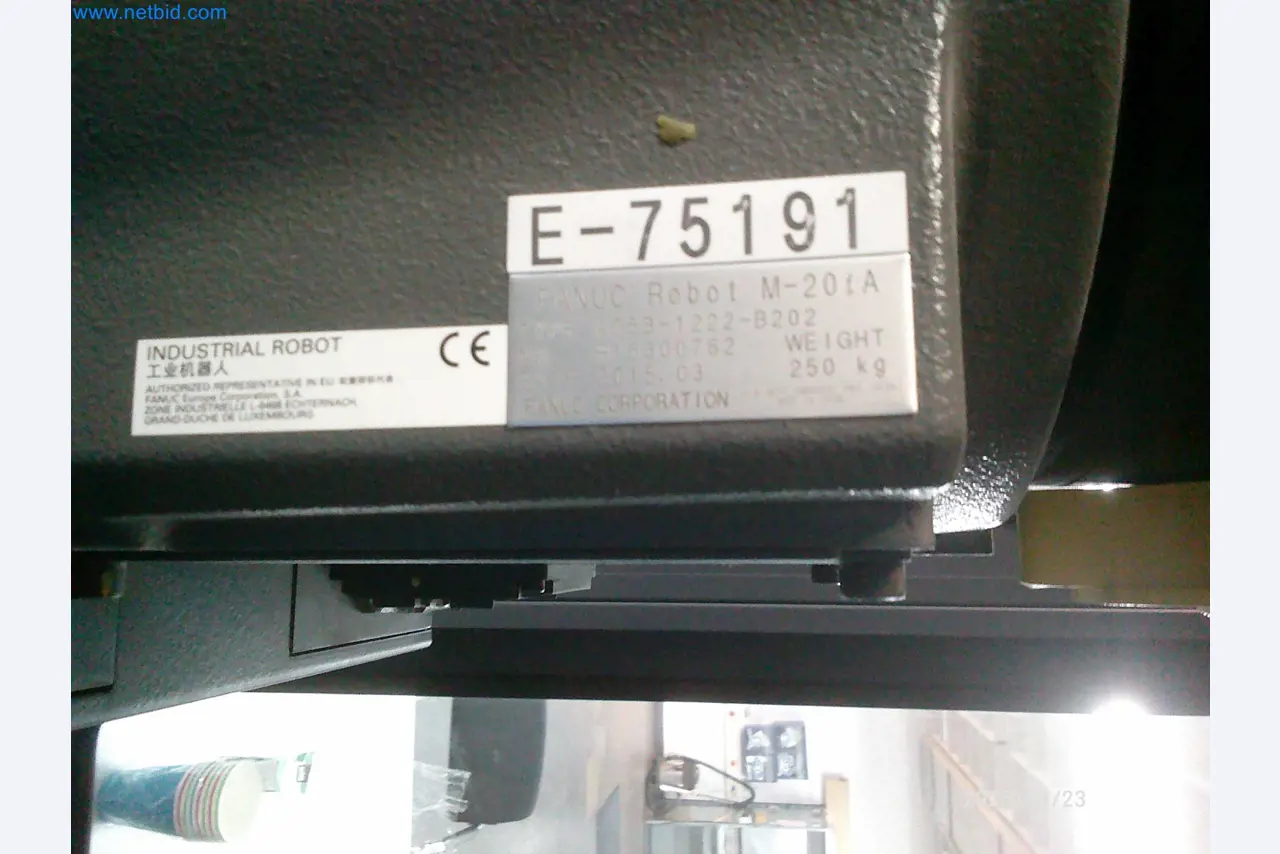 www.netbid.com
E-75191
FANUC Robot M-20iA
-1222-B202
WEIGHT
2015.03 250 kg
FANUC CORPORATION
INDUSTRIAL ROBOT CE
工业机器人
AUTHORIZED REPRESENTATIVE IN EU
FANUC Europe Corporation, S.A.
ZONE INDUSTRIELLE L-6468 ECHTERNACH,
GRAND-DUCHE DE LUXEMBOURG
/23